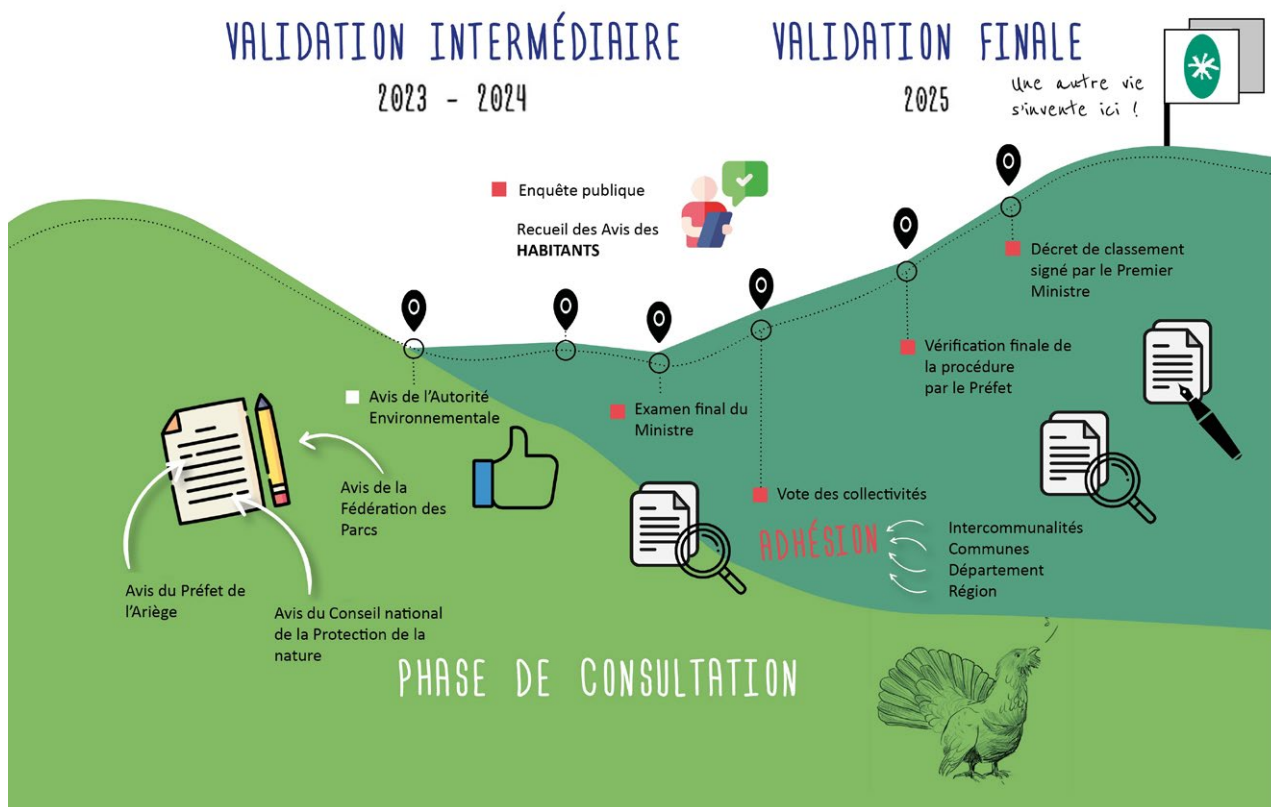 VALIDATION INTERMÉDIAIRE
2023 - 2024
VALIDATION FINALE
2025
Une autre vie
s'invente ici !
Enquête publique
Recueil des Avis des
HABITANTS
Décret de classement
signé par le Premier
Ministre
Vérification finale de
la procédure
par le Préfet
Avis de l'Autorité
Environnementale
Examen final du
Ministre
Vote des collectivités
ADHÉSION
Intercommunalités
Communes
Département
Région
Avis de la
Fédération des
Parcs
Avis du Préfet de
l'Ariège
Avis du Conseil national
de la Protection de la
nature
PHASE DE CONSULTATION